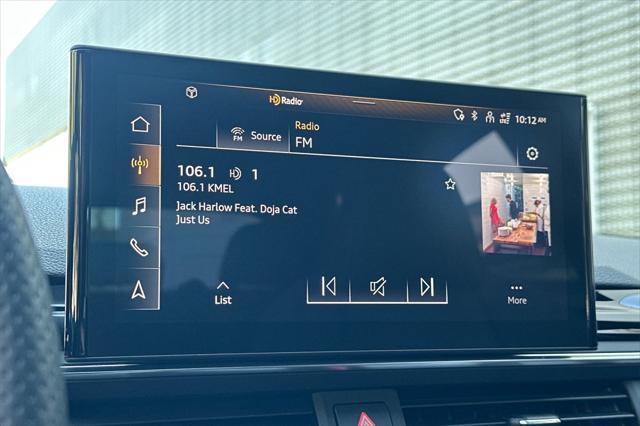 HD Radio
10:12 AM
FM
Source
Radio
FM
106.1 HD 1
106.1 KMEL
Jack Harlow Feat. Doja Cat
Just Us
List
More